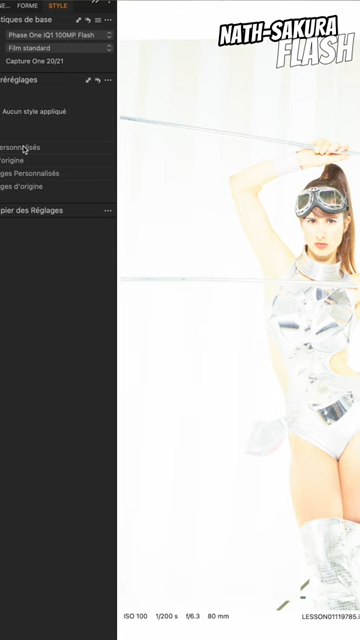 NE... FORME STYLE
NATH-SAKURA
FLASH
tiques de base
Phase One IQ1 100MP Flash
Film standard
Capture One 20/21
réréglages
Aucun style appliqué
ersonnalisés
'origine
ges Personnalisés
ges d'origine
pier des Réglages
ISO 100 1/200 s f/6.3 80 mm
LESSON01119785.i